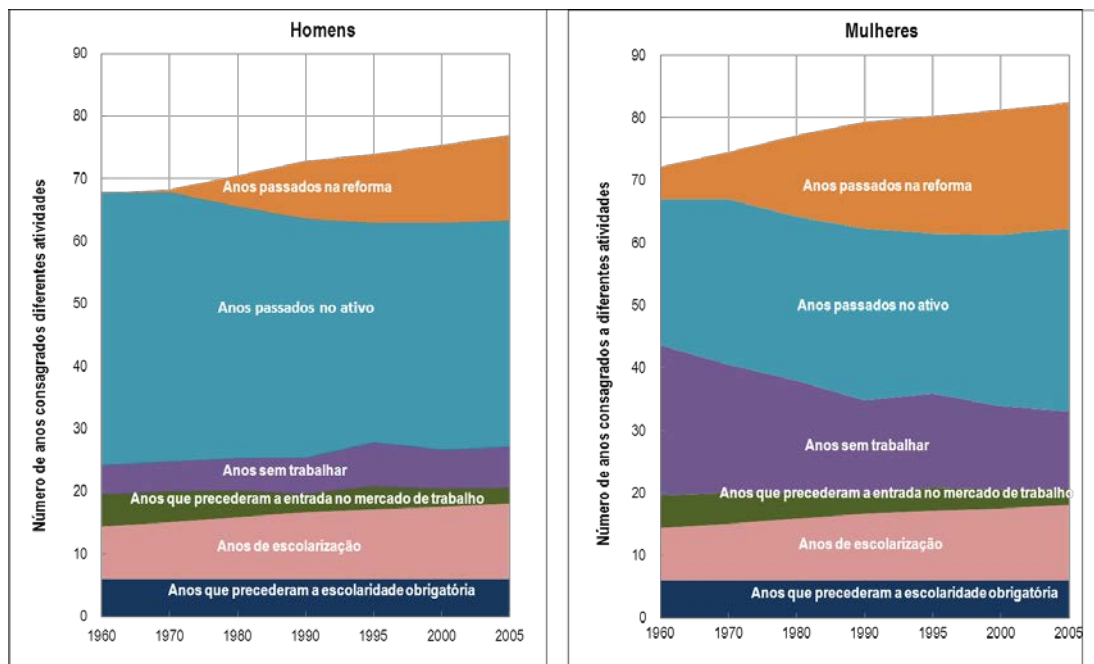 Homens
Número de anos consagrados diferentes atividades
90
80
70
60
50
40
30
20
10
0
Anos passados na reforma
Anos passados no ativo
Anos sem trabalhar
Anos que precederam a entrada no mercado de trabalho
Anos de escolarização
Anos que precederam a escolaridade obrigatória
1960 1970 1980 1990 1995 2000 2005
Mulheres
Número de anos consagrados a diferentes atividades
90
80
70
60
50
40
30
20
10
0
Anos passados na reforma
Anos passados no ativo
Anos sem trabalhar
Anos que precederam a entrada no mercado de trabalho
Anos de escolarização
Anos que precederam a escolaridade obrigatória
1960 1970 1980 1990 1995 2000 2005